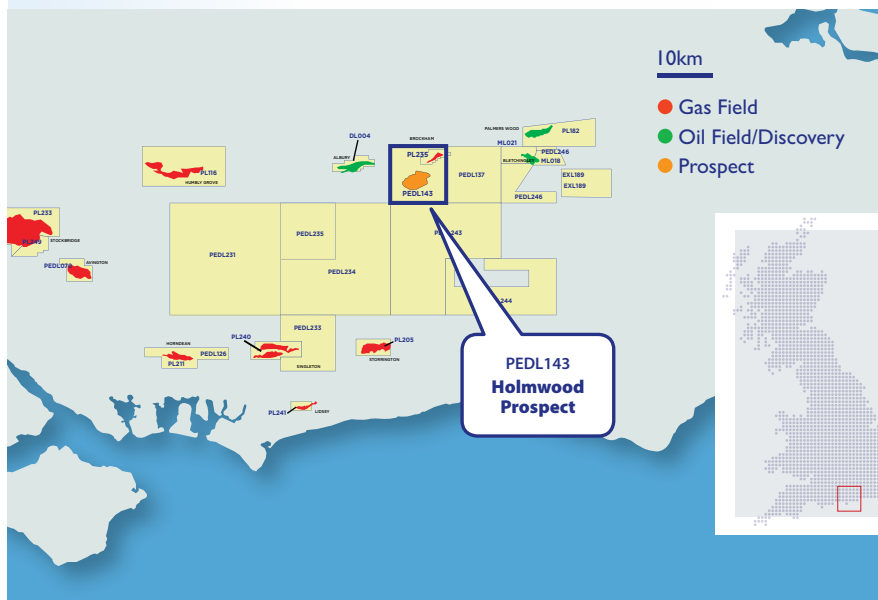 10km
Gas Field
Oil Field/Discovery
Prospect
PALMERS WOOD
PL182
DL004
BROCKHAM
ML021
ALBURY
PL235
BLETCHINGLEY
PEDL246
ML018
PL116
HUMBLY GROVE
PEDL143
PEDL137
EXL189
EXL189
PEDL246
PL233
STOCKBRIDGE
PL249
PEDL070
AVINGTON
PEDL235
PEDL231
PEDL234
HORNDEAN
PEDL126
PL211
PL240
PEDL233
SINGLETON
PL205
STORRINGTON
PL241
LIDSEY
PEDL143
Holmwood
Prospect